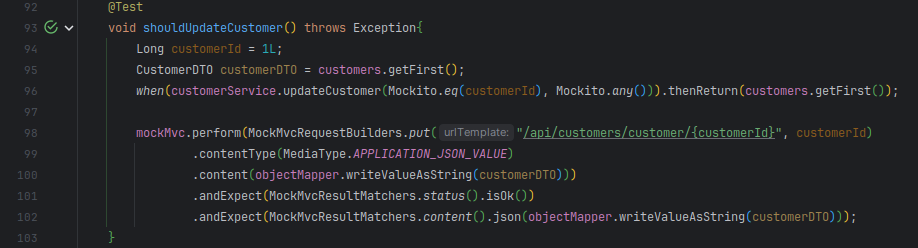 92 @Test
93 void shouldUpdateCustomer() throws Exception{
94 Long customerId = 1L;
95 CustomerDTO customerDTO = customers.getFirst();
96 when(customerService.updateCustomer(Mockito.eq(customerId), Mockito.any())).thenReturn(customers.getFirst());
97
98 mockMvc.perform(MockMvcRequestBuilders.put( urlTemplate: "/api/customers/customer/{customerId}", customerId)
99 .contentType(MediaType.APPLICATION_JSON_VALUE)
100 .content(objectMapper.writeValueAsString(customerDTO)))
101 .andExpect(MockMvcResultMatchers.status().isOk())
102 .andExpect(MockMvcResultMatchers.content().json(objectMapper.writeValueAsString(customerDTO)));
103 }